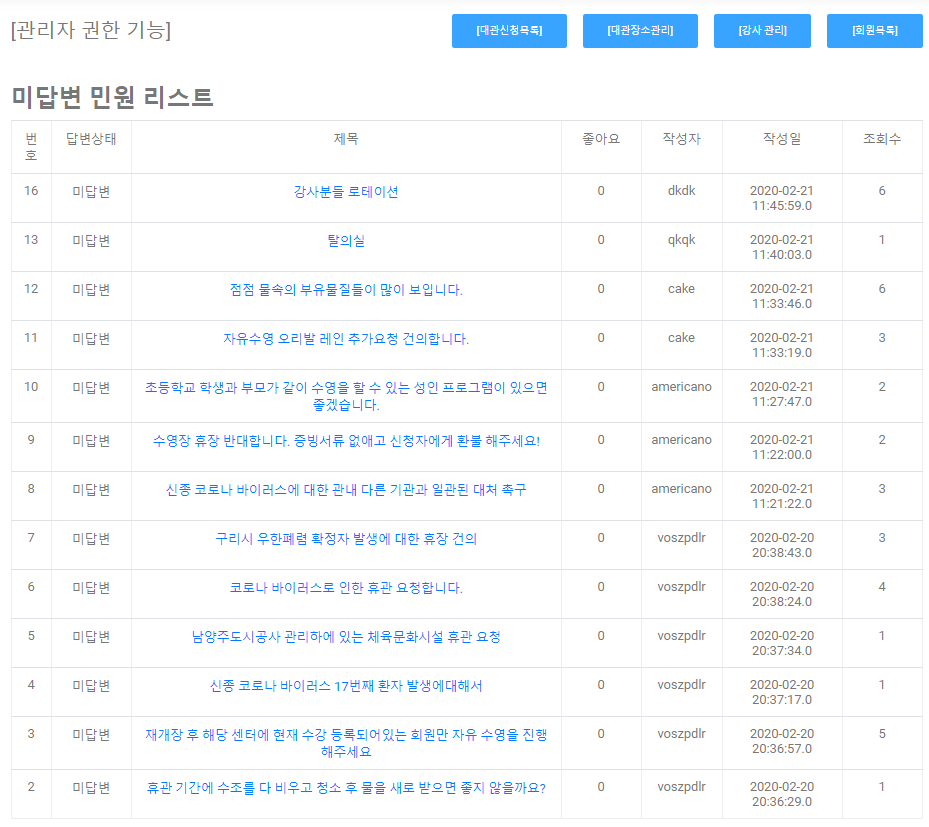 [관리자 권한 기능]
[대관신청목록]
[대관장소관리]
[강사 관리]
[회원목록]
미답변 민원 리스트
번
호
답변상태
제목
좋아요
작성자
작성일
조회수
16 미답변 강사분들 로테이션 0 dkdk 2020-02-21 6
11:45:59.0
13 미답변 탈의실 0 qkqk 2020-02-21 1
11:40:03.0
12 미답변 점점 물속의 부유물질들이 많이 보입니다. 0 cake 2020-02-21 6
11:33:46.0
11 미답변 자유수영 오리발 레인 추가요청 건의합니다. 0 cake 2020-02-21 3
11:33:19.0
10 미답변 초등학교 학생과 부모가 같이 수영을 할 수 있는 성인 프로그램이 있으면 0 americano 2020-02-21 2
좋겠습니다. 11:27:47.0
9 미답변 수영장 휴장 반대합니다. 증빙서류 없애고 신청자에게 환불 해주세요! 0 americano 2020-02-21 2
11:22:00.0
8 미답변 신종 코로나 바이러스에 대한 관내 다른 기관과 일관된 대처 촉구 0 americano 2020-02-21 3
11:21:22.0
7 미답변 구리시 우한폐렴 확정자 발생에 대한 휴장 건의 0 voszpdlr 2020-02-20 3
20:38:43.0
6 미답변 코로나 바이러스로 인한 휴관 요청합니다. 0 voszpdlr 2020-02-20 4
20:38:24.0
5 미답변 남양주도시공사 관리하에 있는 체육문화시설 휴관 요청 0 voszpdlr 2020-02-20 1
20:37:34.0
4 미답변 신종 코로나 바이러스 17번째 환자 발생에대해서 0 voszpdlr 2020-02-20 1
20:37:17.0
3 미답변 재개장 후 해당 센터에 현재 수강 등록되어있는 회원만 자유 수영을 진행 0 voszpdlr 2020-02-20 5
해주세요 20:36:57.0
2 미답변 휴관 기간에 수조를 다 비우고 청소 후 물을 새로 받으면 좋지 않을까요? 0 voszpdlr 2020-02-20 1
20:36:29.0